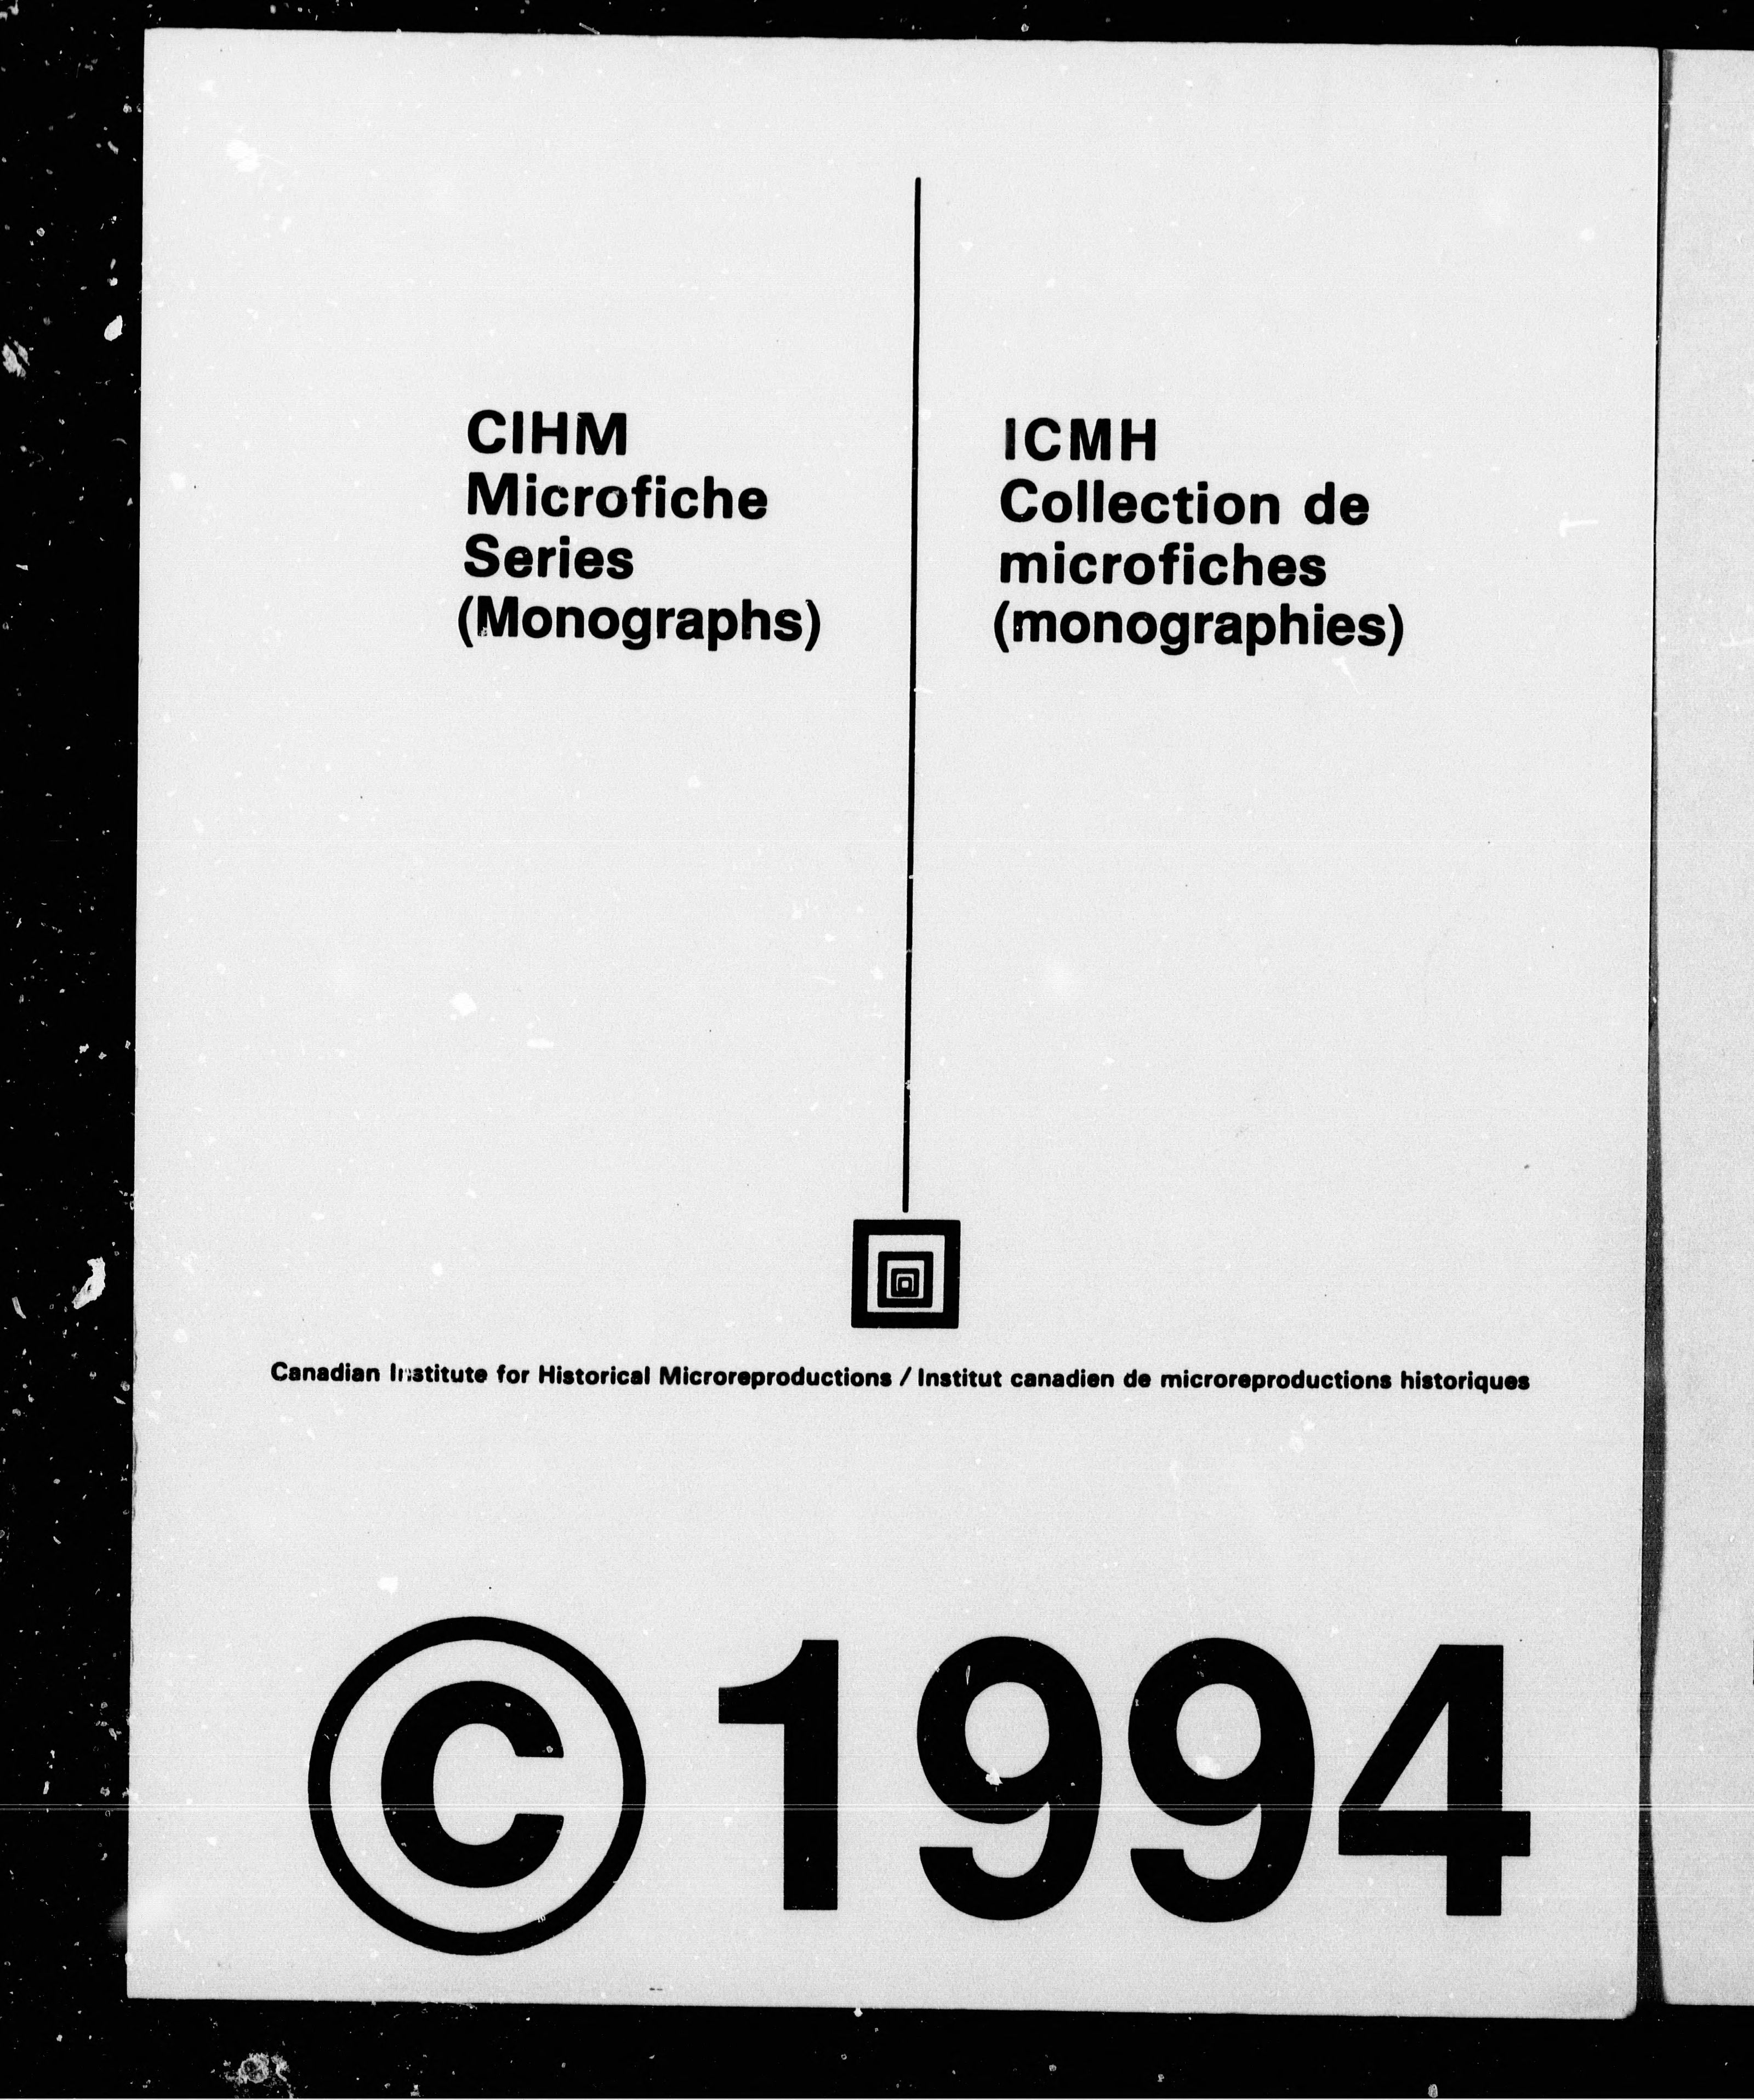 CIHM
Microfiche
Series
(Monographs)
ICMH
Collection de
microfiches
(monographies)
Canadian Institute for Historical Microreproductions / Institut canadien de microreproductions historiques
© 1994